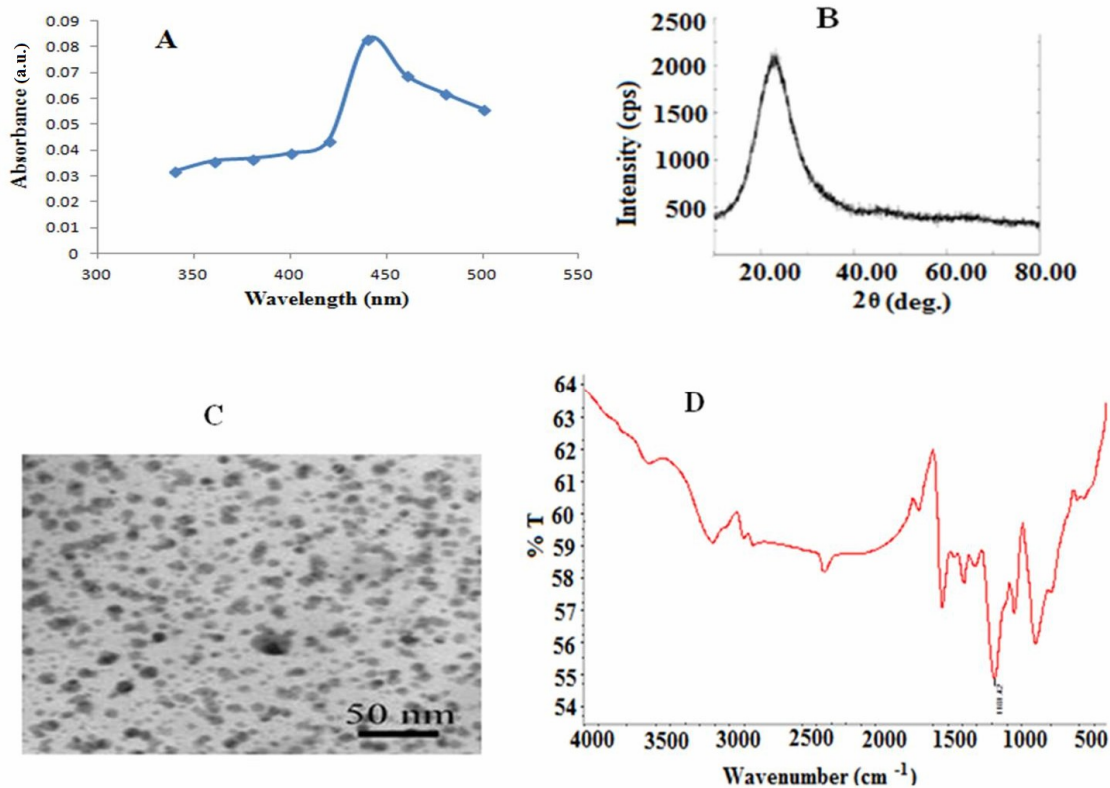 A
Absorbance (a.u.)
0.09
0.08
0.07
0.06
0.05
0.04
0.03
0.02
0.01
0
300 350 400 450 500 550
Wavelength (nm)
B
Intensity (cps)
2500
2000
1500
1000
500
20.00 40.00 60.00 80.00
2θ (deg.)
C
50 nm
D
% T
64
63
62
61
60
59
58
57
56
55
54
4000 3500 3000 2500 2000 1500 1000 500
Wavenumber (cm -1)